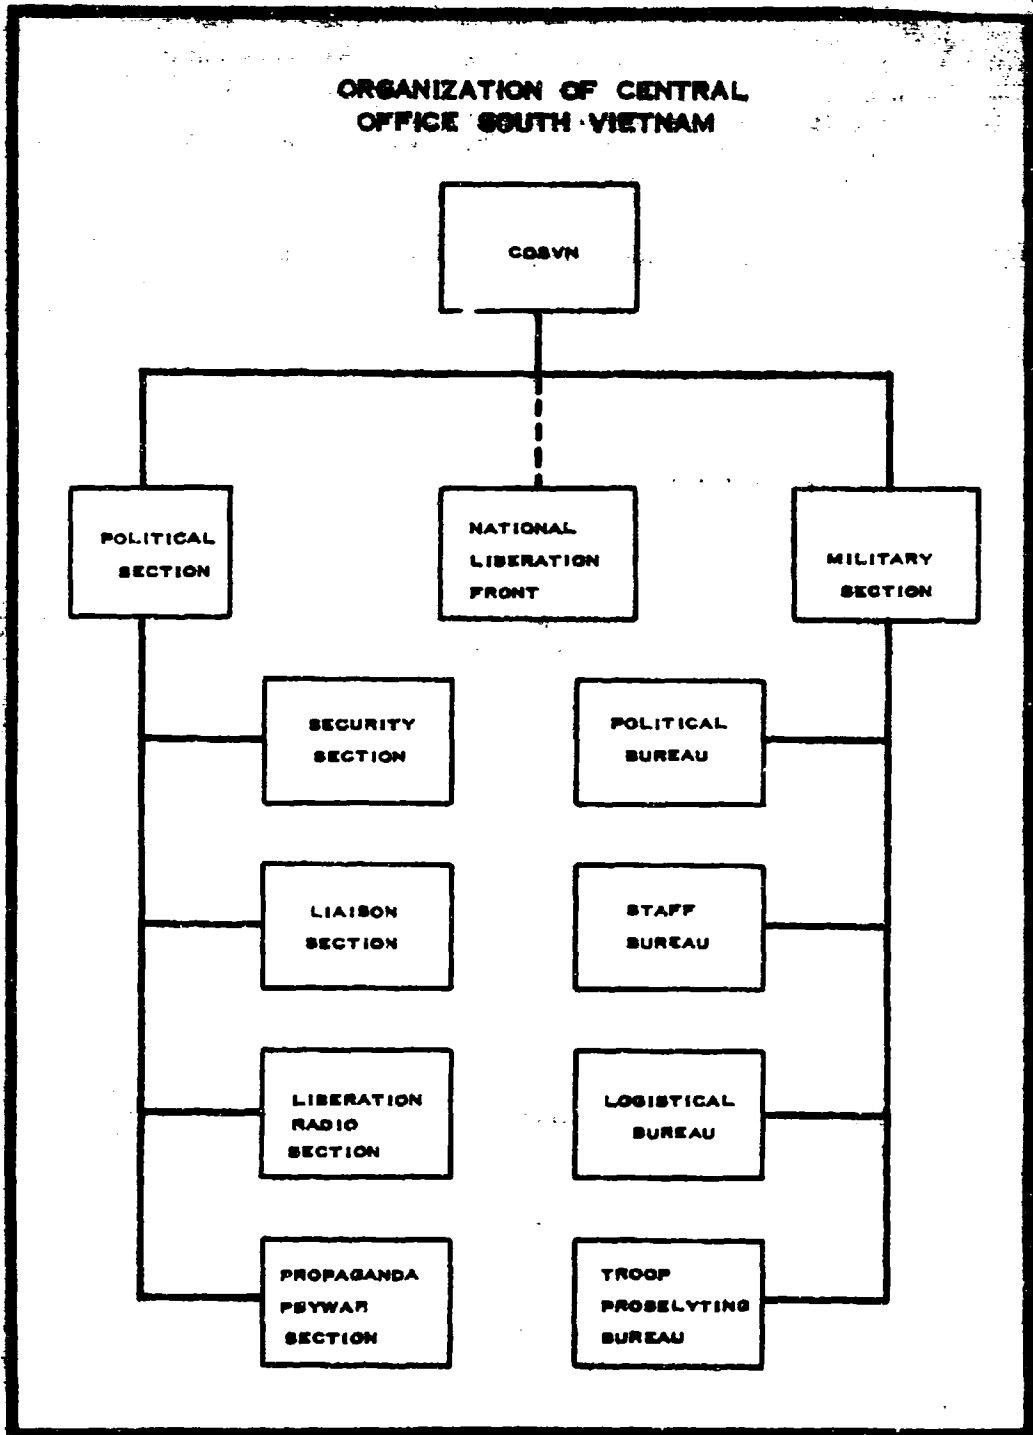 ORGANIZATION OF CENTRAL
OFFICE SOUTH VIETNAM
COSVN
POLITICAL
SECTION
NATIONAL
LIBERATION
FRONT
MILITARY
SECTION
SECURITY
SECTION
POLITICAL
BUREAU
LIAISON
SECTION
STAFF
BUREAU
LIBERATION
RADIO
SECTION
LOGISTICAL
BUREAU
PROPAGANDA
PSYWAR
SECTION
TROOP
PROSELYTING
BUREAU